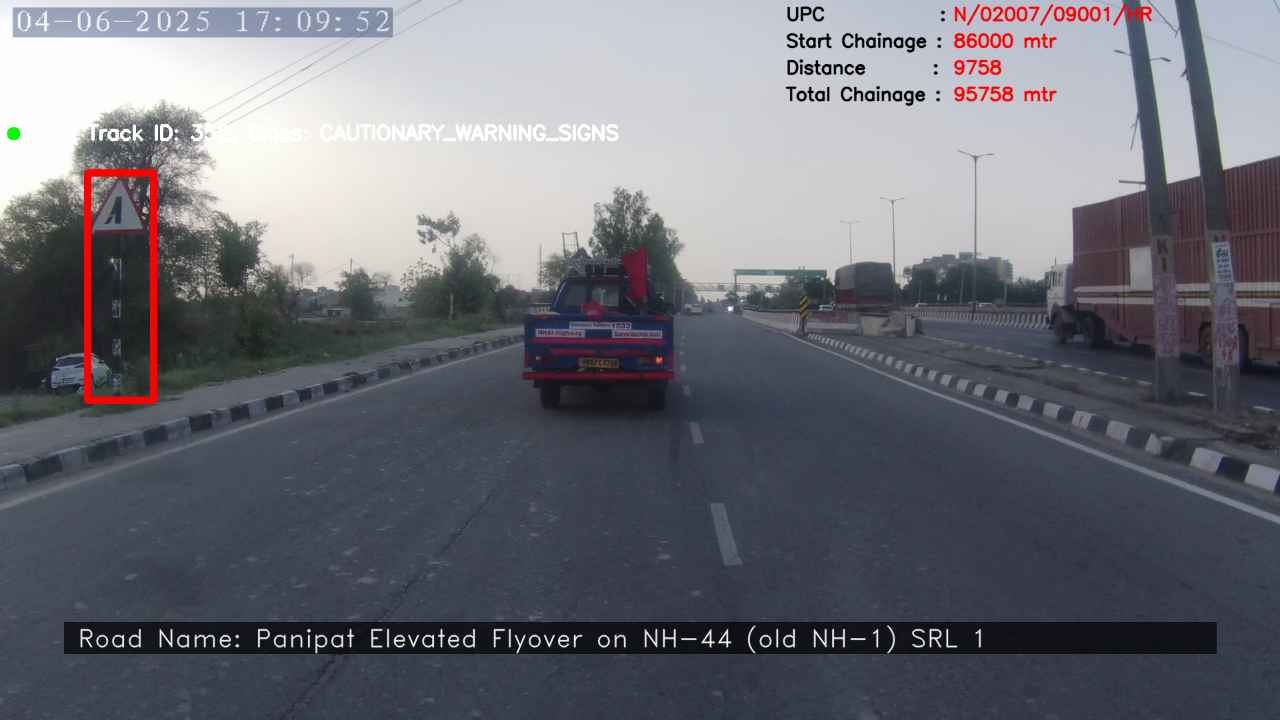 04-06-2025 17:09:52
UPC : N/02007/09001/HR
Start Chainage : 86000 mtr
Distance : 9758
Total Chainage : 95758 mtr
Track ID: Class: CAUTIONARY_WARNING_SIGNS
Road Name: Panipat Elevated Flyover on NH-44 (old NH-1) SRL 1